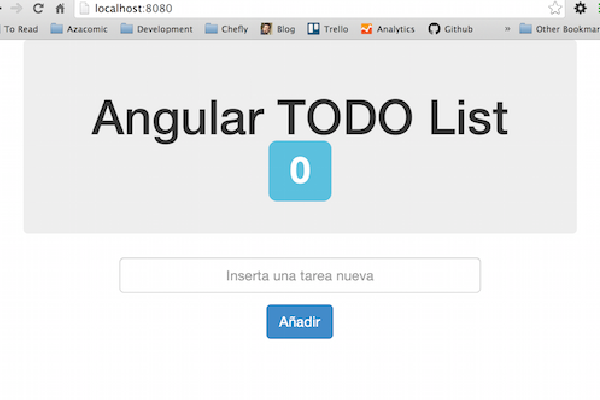 localhost:8080
To Read Azacomic Development Chefly Blog Trello Analytics Github » Other Bookmar
Angular TODO List
0
Inserta una tarea nueva
Añadir